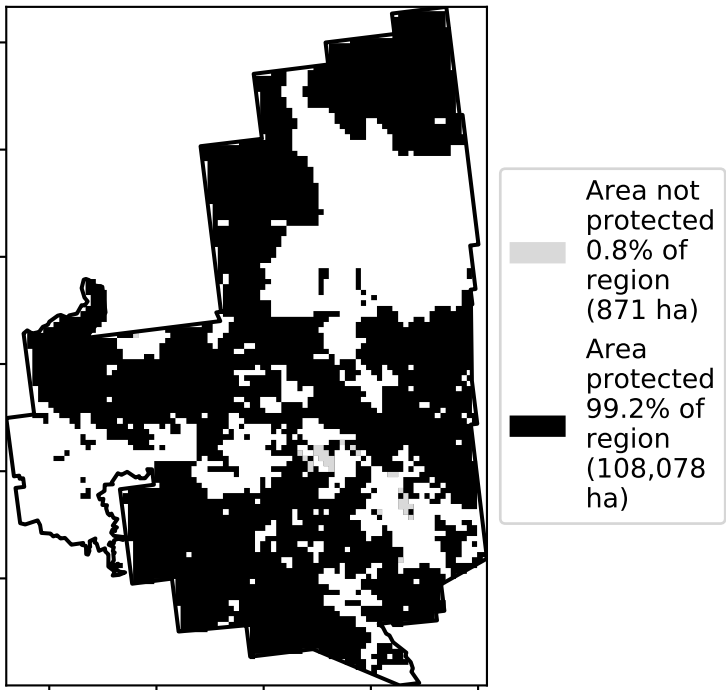 Area not
protected
0.8% of
region
(871 ha)
Area
protected
99.2% of
region
(108,078
ha)